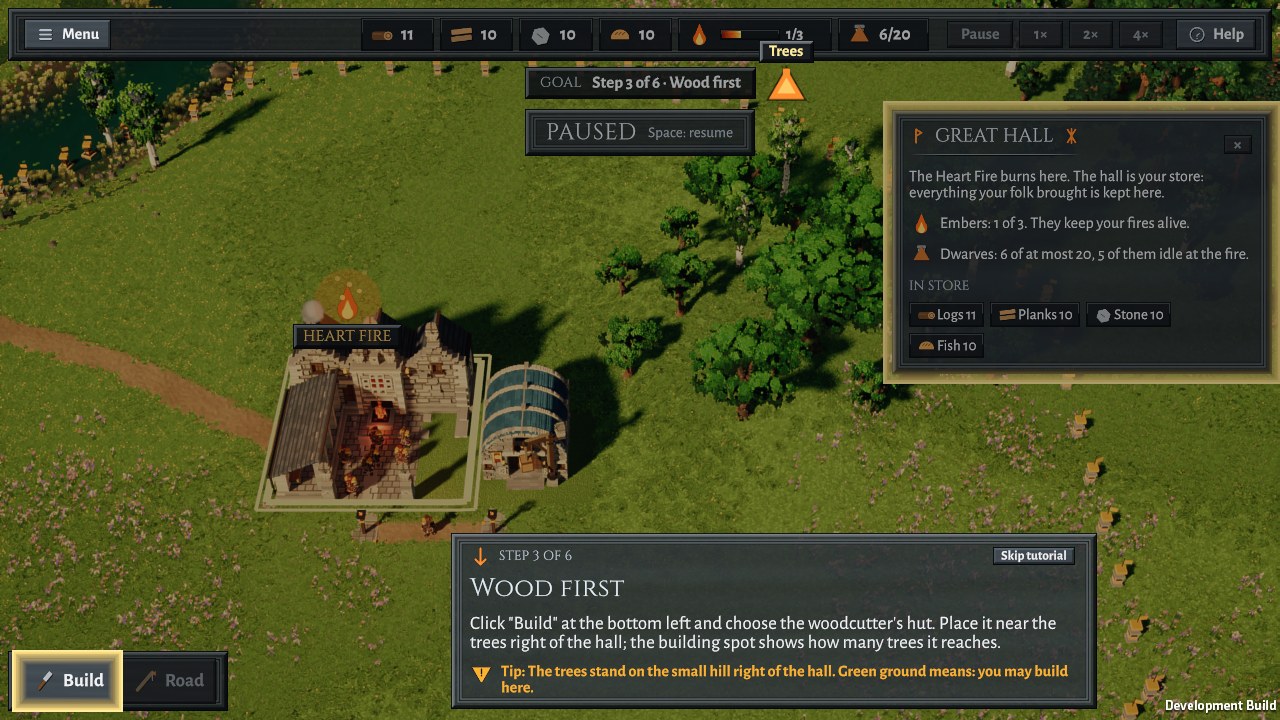 Menu
11
10
10
10
1/3
6/20
Pause
1×
2×
4×
Help
Trees
GOAL Step 3 of 6 · Wood first
PAUSED Space: resume
GREAT HALL
×
The Heart Fire burns here. The hall is your store:
everything your folk brought is kept here.
Embers: 1 of 3. They keep your fires alive.
Dwarves: 6 of at most 20, 5 of them idle at the fire.
IN STORE
Logs 11
Planks 10
Stone 10
Fish 10
HEART FIRE
STEP 3 OF 6
Skip tutorial
WOOD FIRST
Click "Build" at the bottom left and choose the woodcutter's hut. Place it near the
trees right of the hall; the building spot shows how many trees it reaches.
Tip: The trees stand on the small hill right of the hall. Green ground means: you may build
here.
Build
Road
Development Build